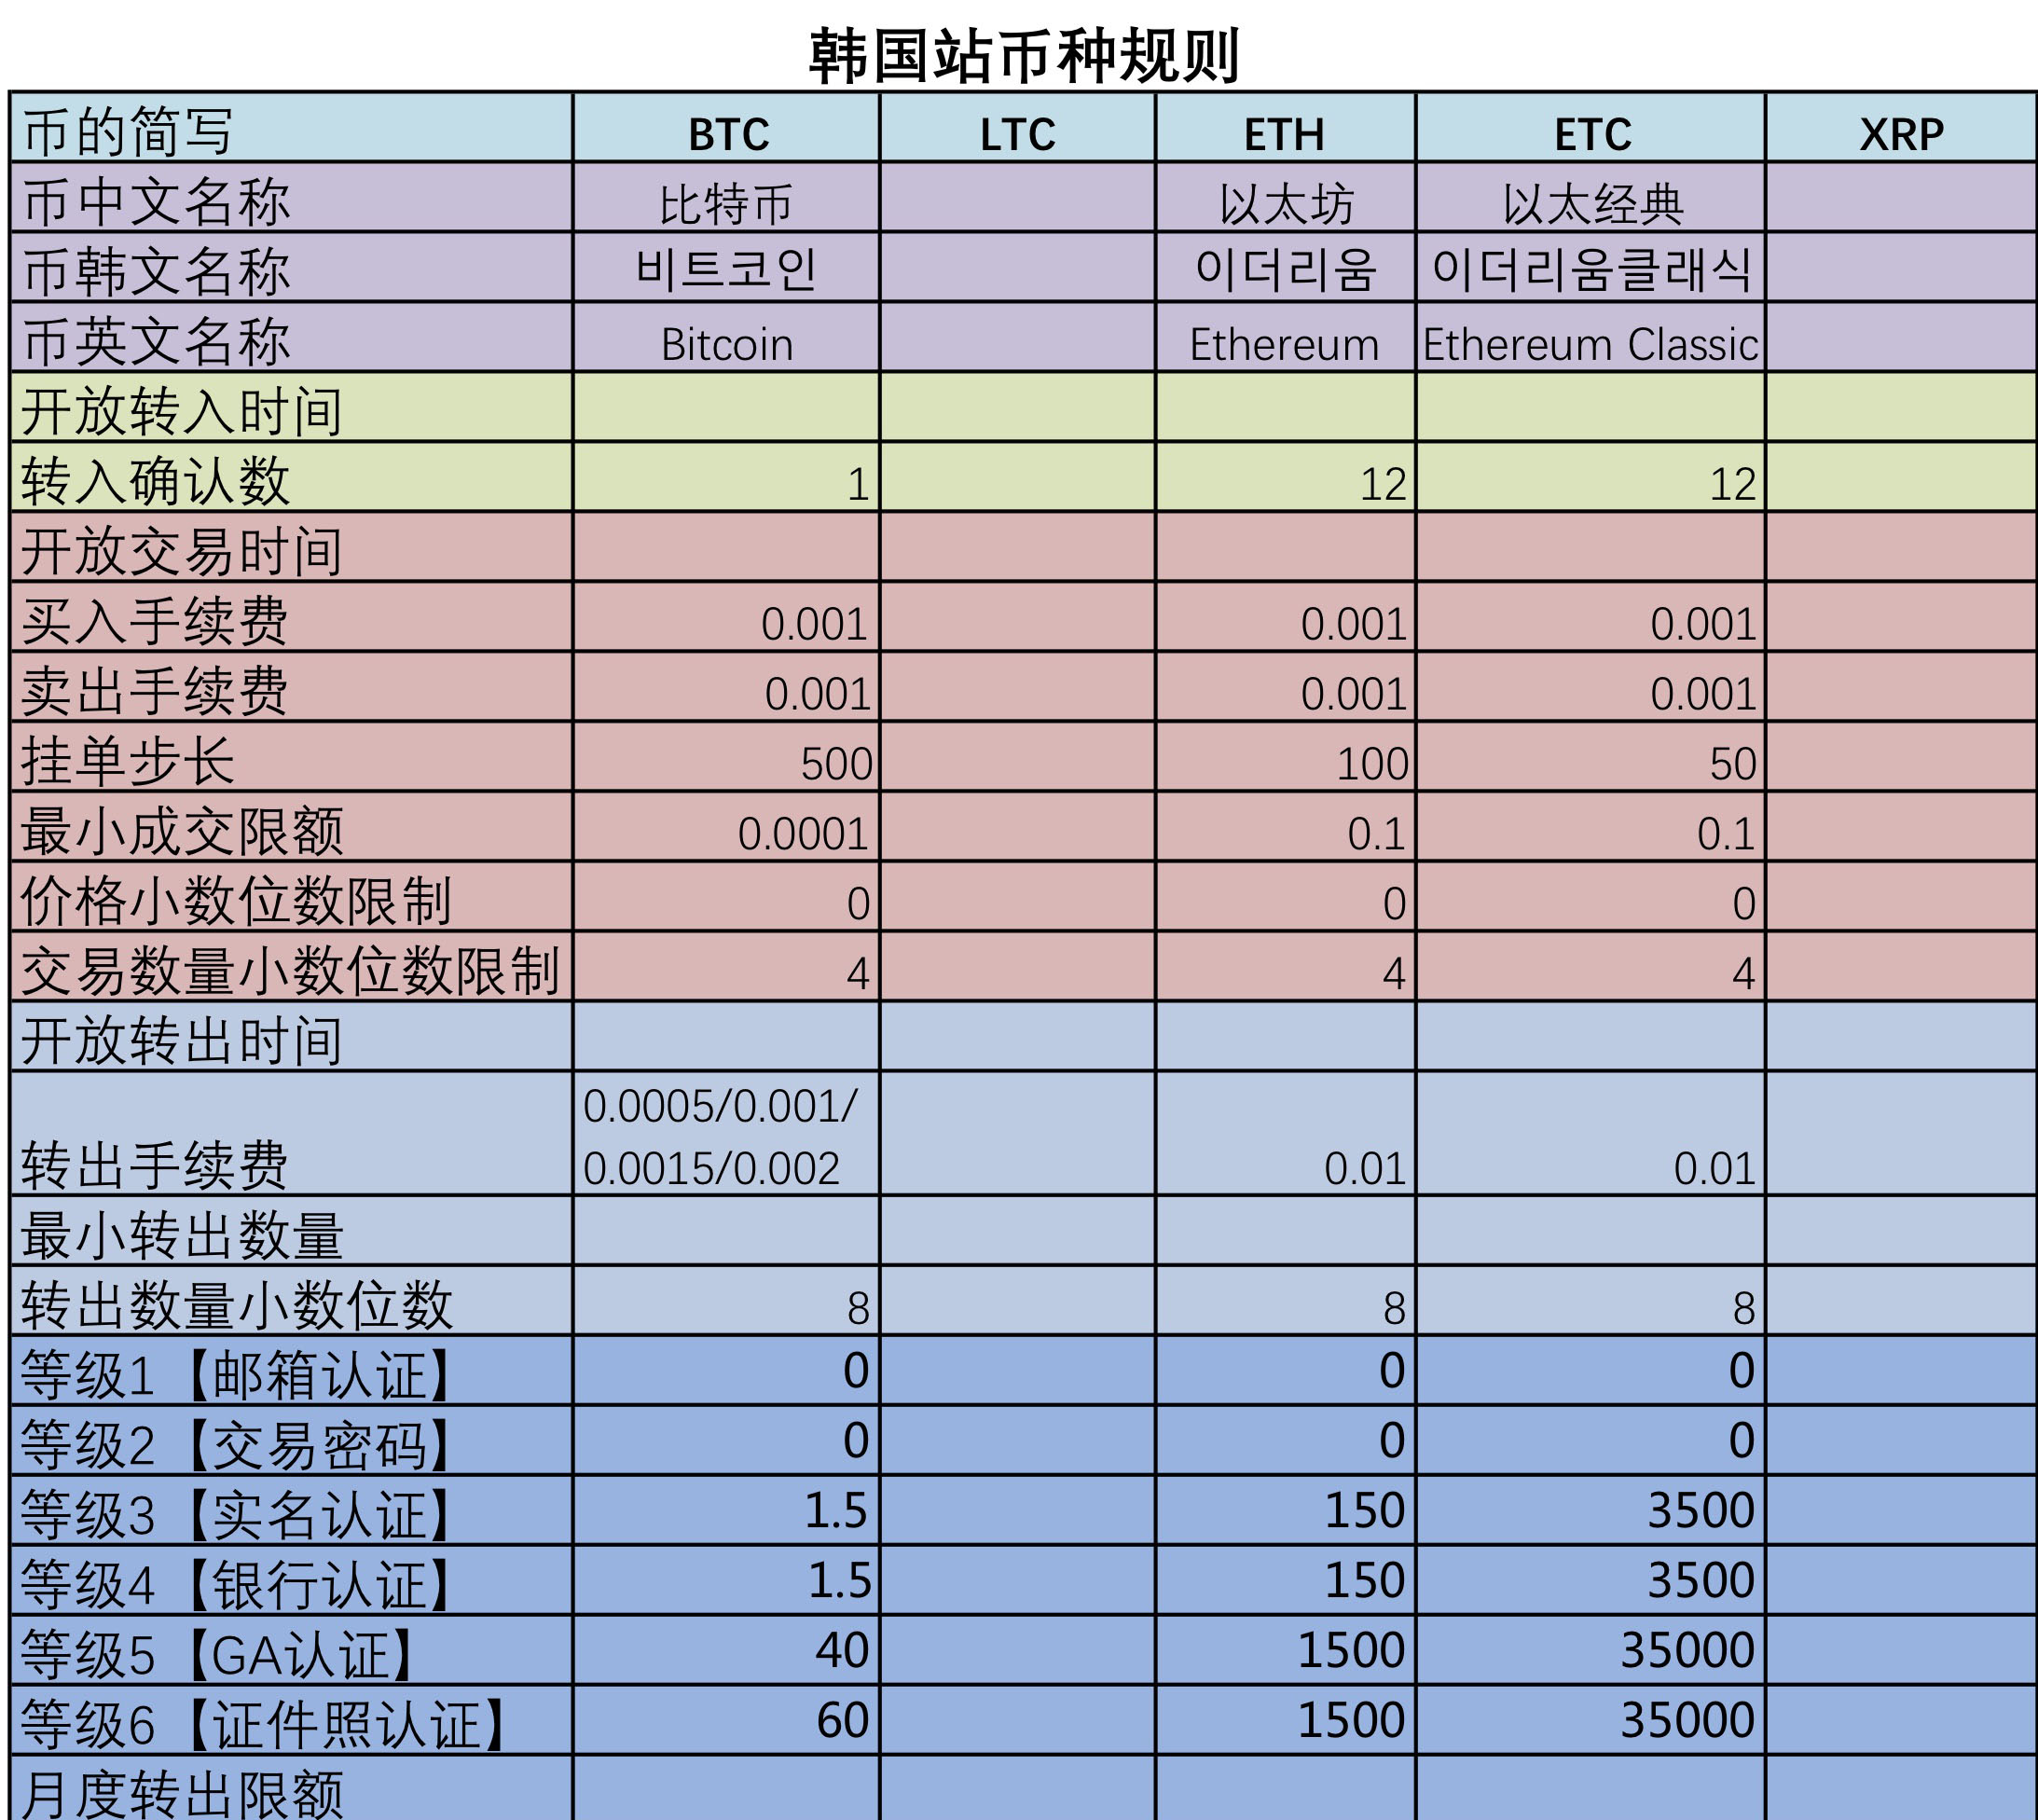 韩国站币种规则
币的简写 BTC LTC ETH ETC XRP
币中文名称 比特币 以太坊 以太经典
币韩文名称 비트코인 이더리움 이더리움클래식
币英文名称 Bitcoin Ethereum Ethereum Classic
开放转入时间
转入确认数 1 12 12
开放交易时间
买入手续费 0.001 0.001 0.001
卖出手续费 0.001 0.001 0.001
挂单步长 500 100 50
最小成交限额 0.0001 0.1 0.1
价格小数位数限制 0 0 0
交易数量小数位数限制 4 4 4
开放转出时间
0.0005/0.001/
转出手续费 0.0015/0.002 0.01 0.01
最小转出数量
转出数量小数位数 8 8 8
等级1【邮箱认证】 0 0 0
等级2【交易密码】 0 0 0
等级3【实名认证】 1.5 150 3500
等级4【银行认证】 1.5 150 3500
等级5【GA认证】 40 1500 35000
等级6【证件照认证】 60 1500 35000
月度转出限额